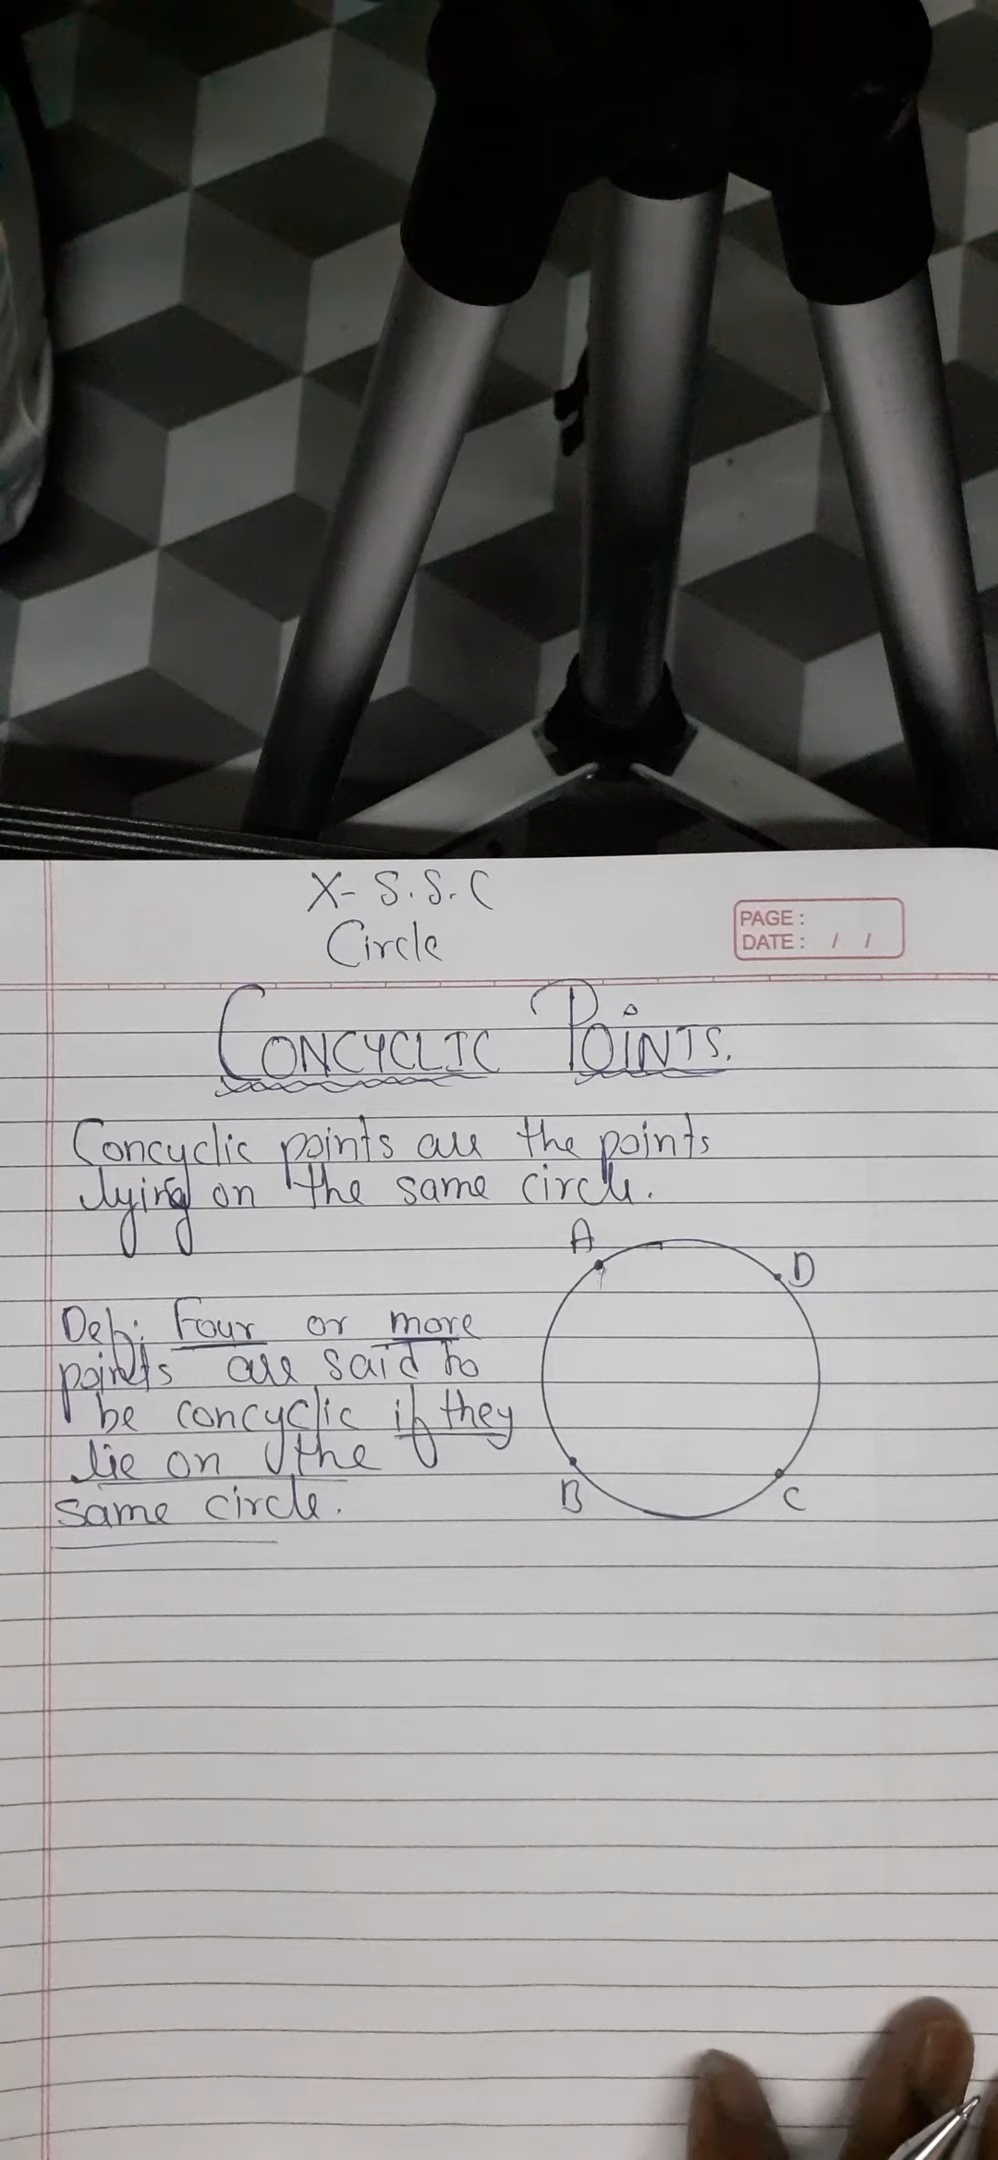 X- S.S.C
Circle
PAGE :
DATE : / /
CONCYCLIC POINTS.
Concyclic points are the points
lying on the same circle.
A
D
Def: Four or more
points are said to
be concyclic if they
lie on the
same circle.
B
C